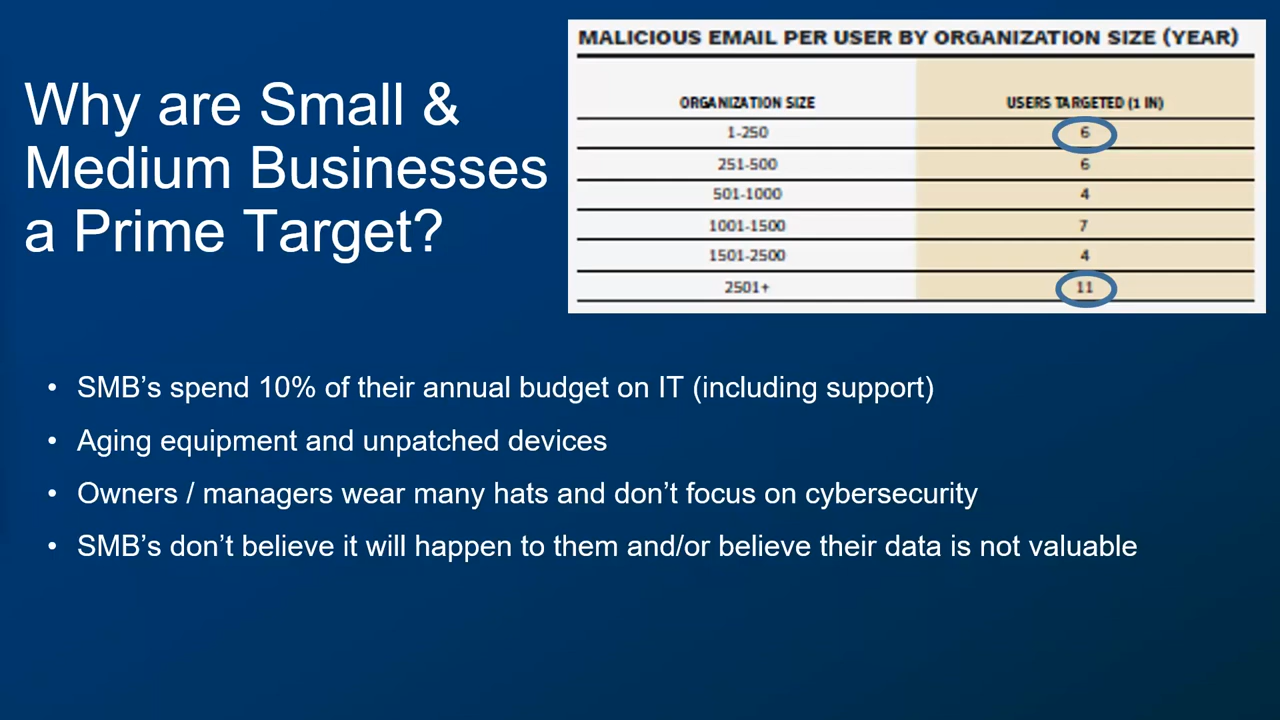 Why are Small &
Medium Businesses
a Prime Target?
MALICIOUS EMAIL PER USER BY ORGANIZATION SIZE (YEAR)
ORGANIZATION SIZE USERS TARGETED (1 IN)
1-250 6
251-500 6
501-1000 4
1001-1500 7
1501-2500 4
2501+ 11
• SMB’s spend 10% of their annual budget on IT (including support)
• Aging equipment and unpatched devices
• Owners / managers wear many hats and don’t focus on cybersecurity
• SMB’s don’t believe it will happen to them and/or believe their data is not valuable